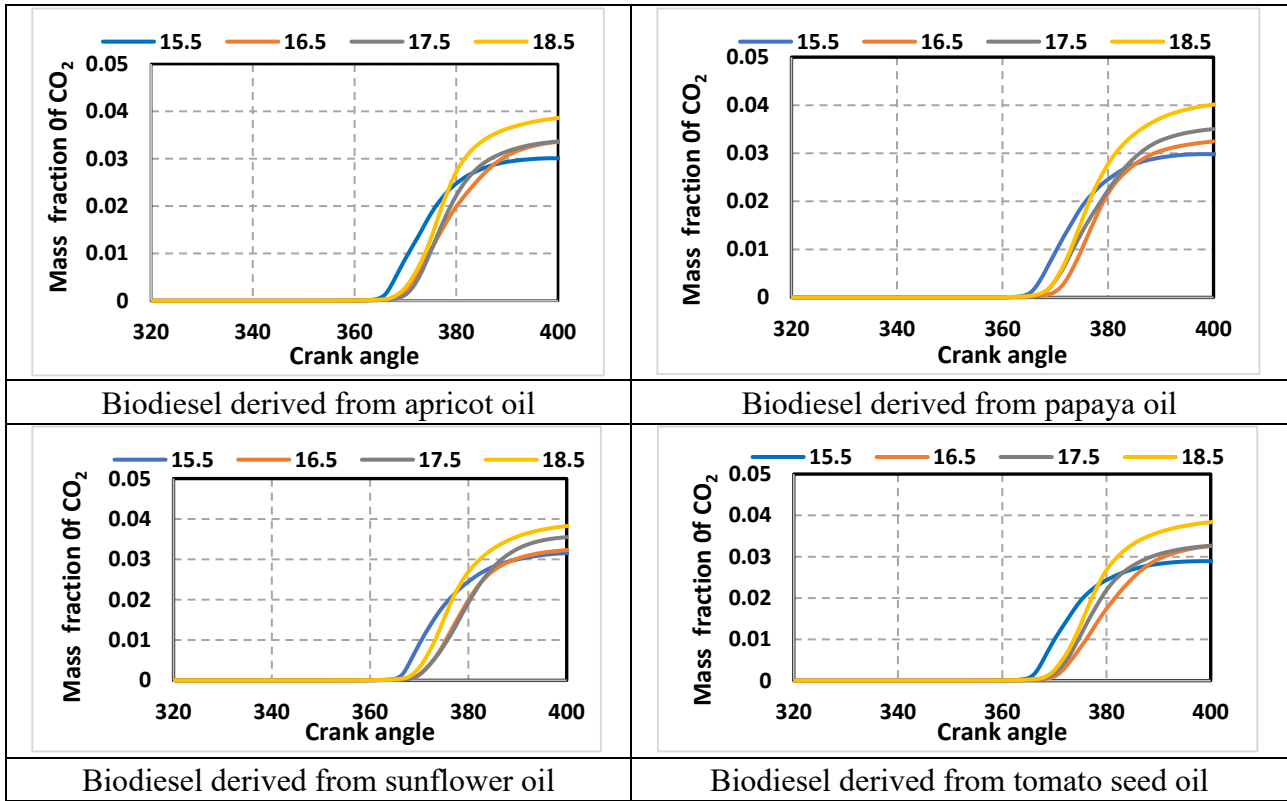 15.5 16.5 17.5 18.5
Mass fraction 0f CO₂
0.05
0.04
0.03
0.02
0.01
0
320 340 360 380 400
Crank angle
15.5 16.5 17.5 18.5
Mass fraction 0f CO₂
0.05
0.04
0.03
0.02
0.01
0
320 340 360 380 400
Crank angle
Biodiesel derived from apricot oil
Biodiesel derived from papaya oil
15.5 16.5 17.5 18.5
Mass fraction 0f CO₂
0.05
0.04
0.03
0.02
0.01
0
320 340 360 380 400
Crank angle
15.5 16.5 17.5 18.5
Mass fraction 0f CO₂
0.05
0.04
0.03
0.02
0.01
0
320 340 360 380 400
Crank angle
Biodiesel derived from sunflower oil
Biodiesel derived from tomato seed oil